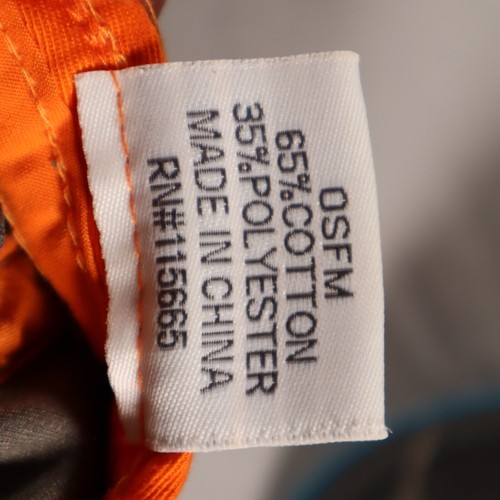 OSFM
65%COTTON
35%POLYESTER
MADE IN CHINA
RN#115665